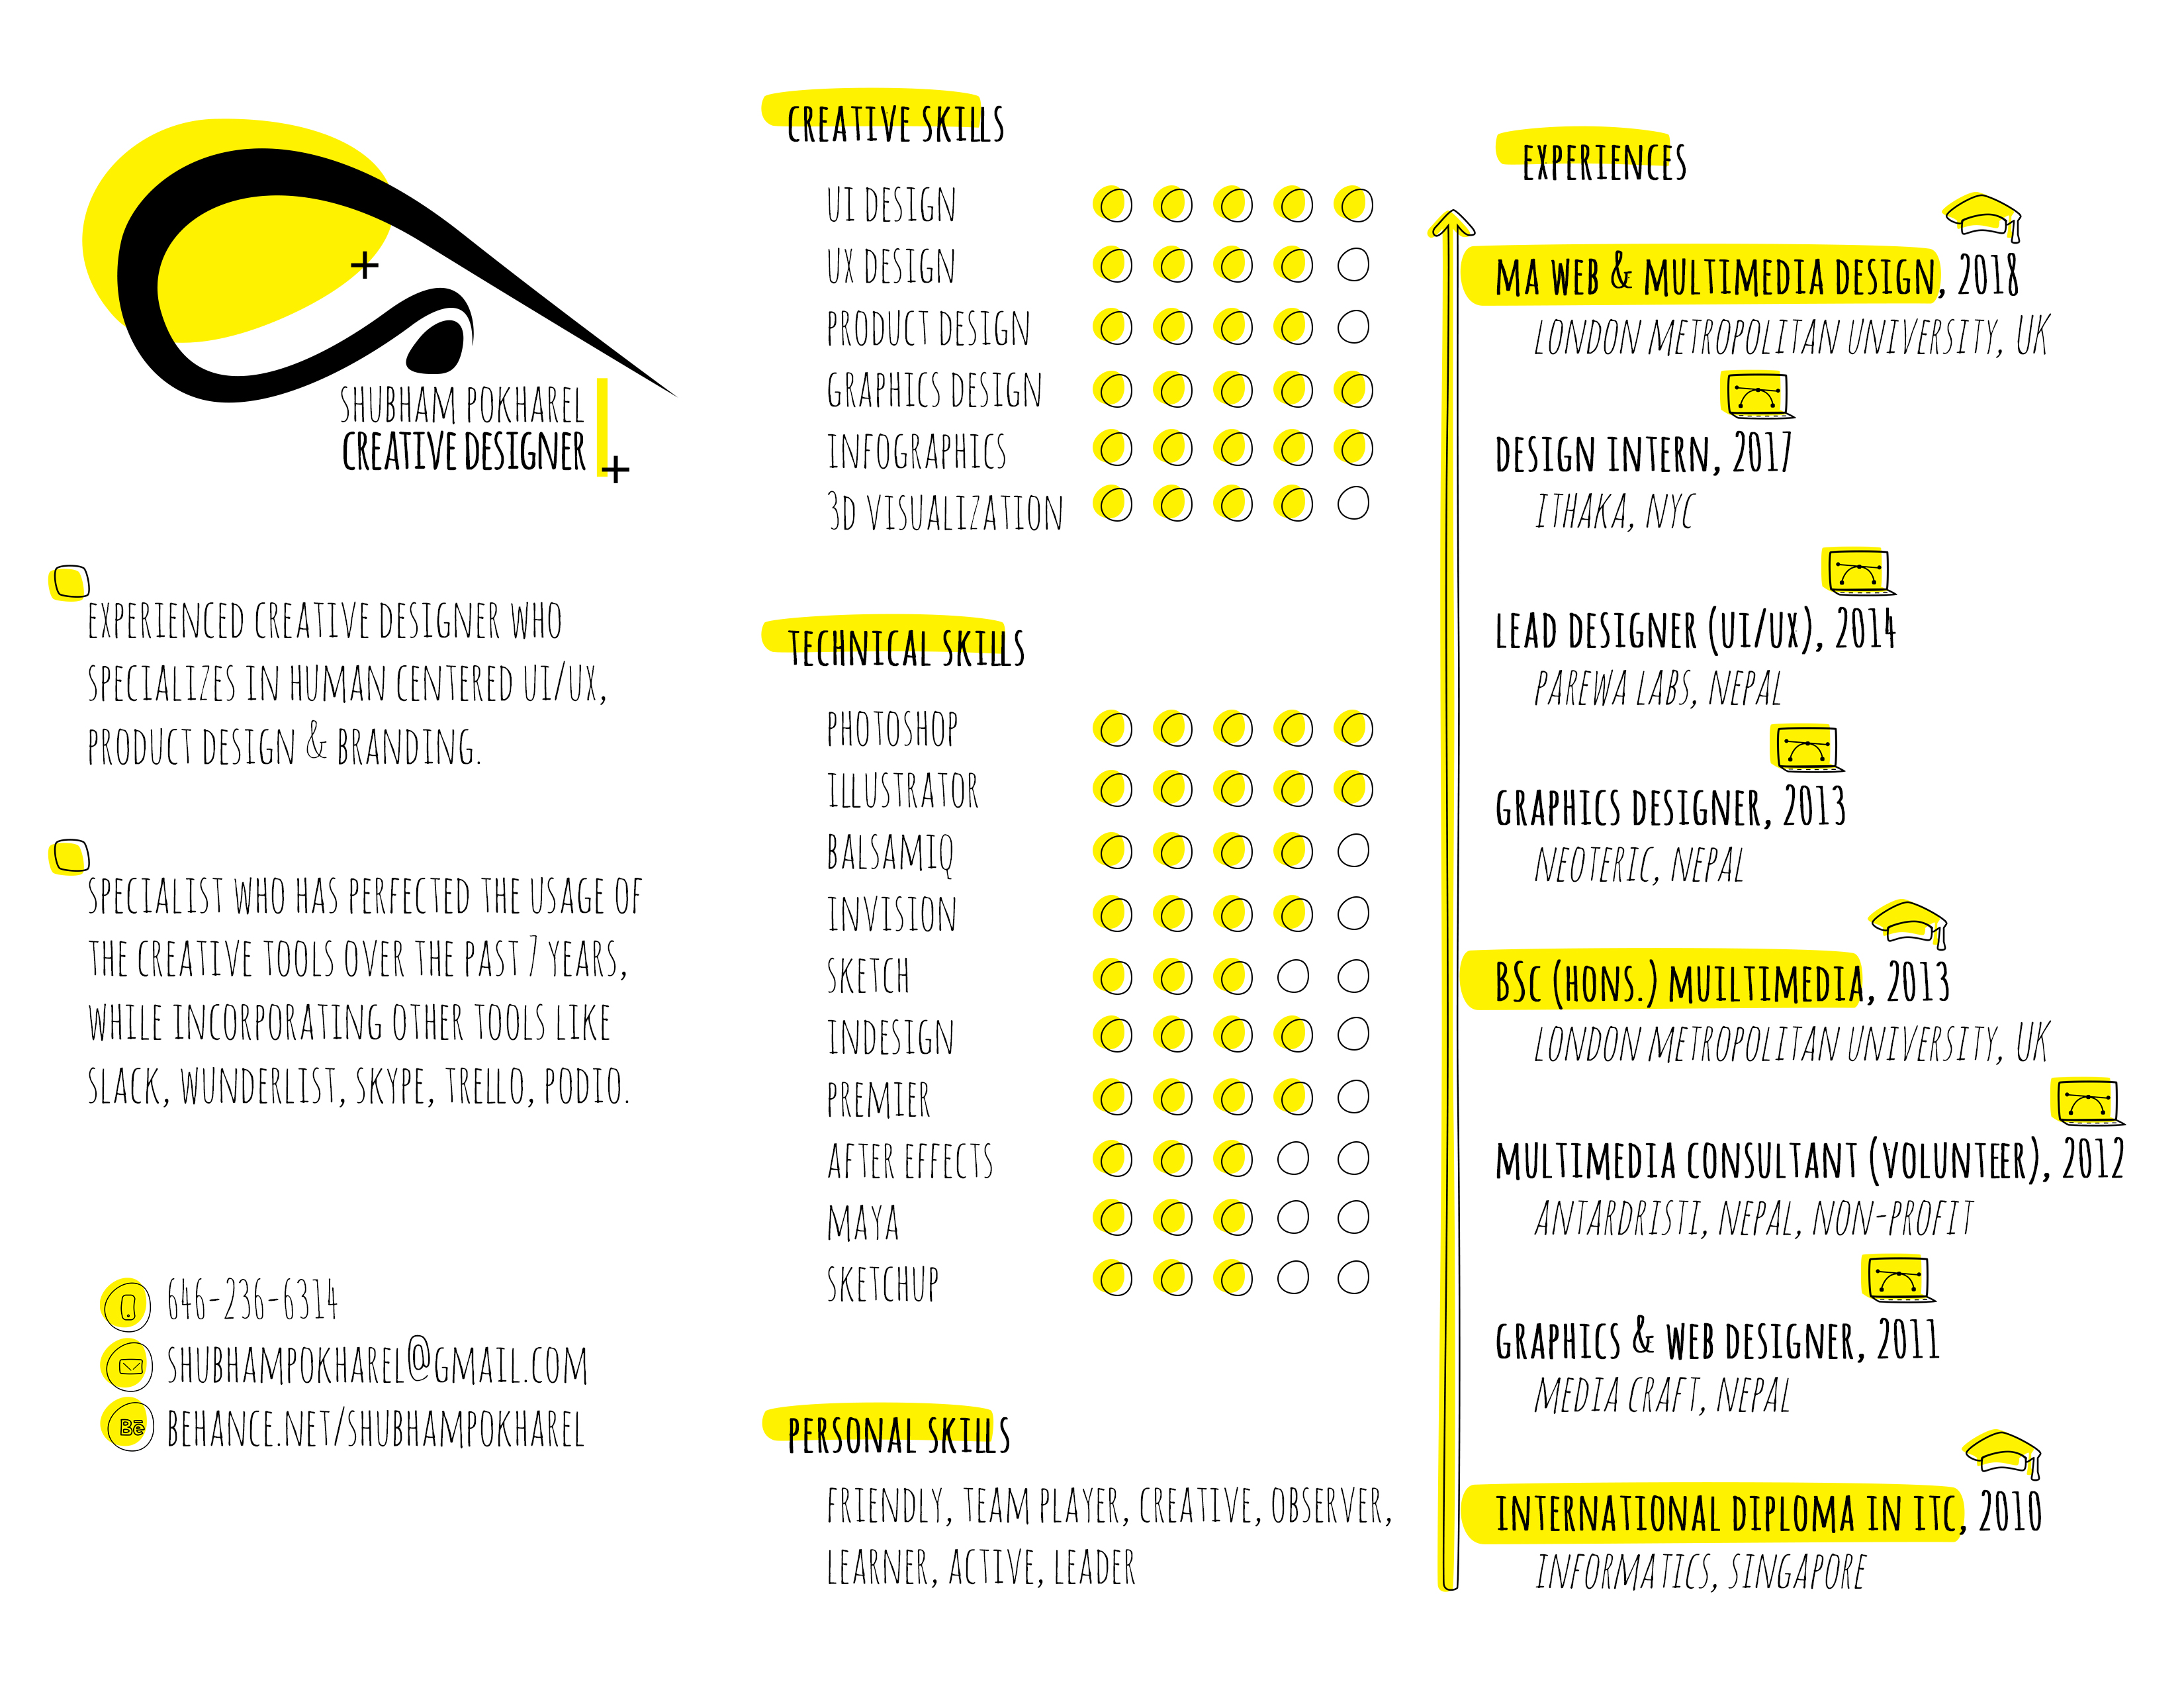 SHUBHAM POKHAREL
CREATIVE DESIGNER
EXPERIENCED CREATIVE DESIGNER WHO
SPECIALIZES IN HUMAN CENTERED UI/UX,
PRODUCT DESIGN & BRANDING.
SPECIALIST WHO HAS PERFECTED THE USAGE OF
THE CREATIVE TOOLS OVER THE PAST 7 YEARS,
WHILE INCORPORATING OTHER TOOLS LIKE
SLACK, WUNDERLIST, SKYPE, TRELLO, PODIO.
646-236-6314
SHUBHAMPOKHAREL@GMAIL.COM
Bē BEHANCE.NET/SHUBHAMPOKHAREL
CREATIVE SKILLS
UI DESIGN
UX DESIGN
PRODUCT DESIGN
GRAPHICS DESIGN
INFOGRAPHICS
3D VISUALIZATION
TECHNICAL SKILLS
PHOTOSHOP
ILLUSTRATOR
BALSAMIQ
INVISION
SKETCH
INDESIGN
PREMIER
AFTER EFFECTS
MAYA
SKETCHUP
PERSONAL SKILLS
FRIENDLY, TEAM PLAYER, CREATIVE, OBSERVER,
LEARNER, ACTIVE, LEADER
EXPERIENCES
MA WEB & MULTIMEDIA DESIGN, 2018
LONDON METROPOLITAN UNIVERSITY, UK
DESIGN INTERN, 2017
ITHAKA, NYC
LEAD DESIGNER (UI/UX), 2014
PAREWA LABS, NEPAL
GRAPHICS DESIGNER, 2013
NEOTERIC, NEPAL
BSc (HONS.) MUILTIMEDIA, 2013
LONDON METROPOLITAN UNIVERSITY, UK
MULTIMEDIA CONSULTANT (VOLUNTEER), 2012
ANTARDRISTI, NEPAL, NON-PROFIT
GRAPHICS & WEB DESIGNER, 2011
MEDIA CRAFT, NEPAL
INTERNATIONAL DIPLOMA IN ITC, 2010
INFORMATICS, SINGAPORE